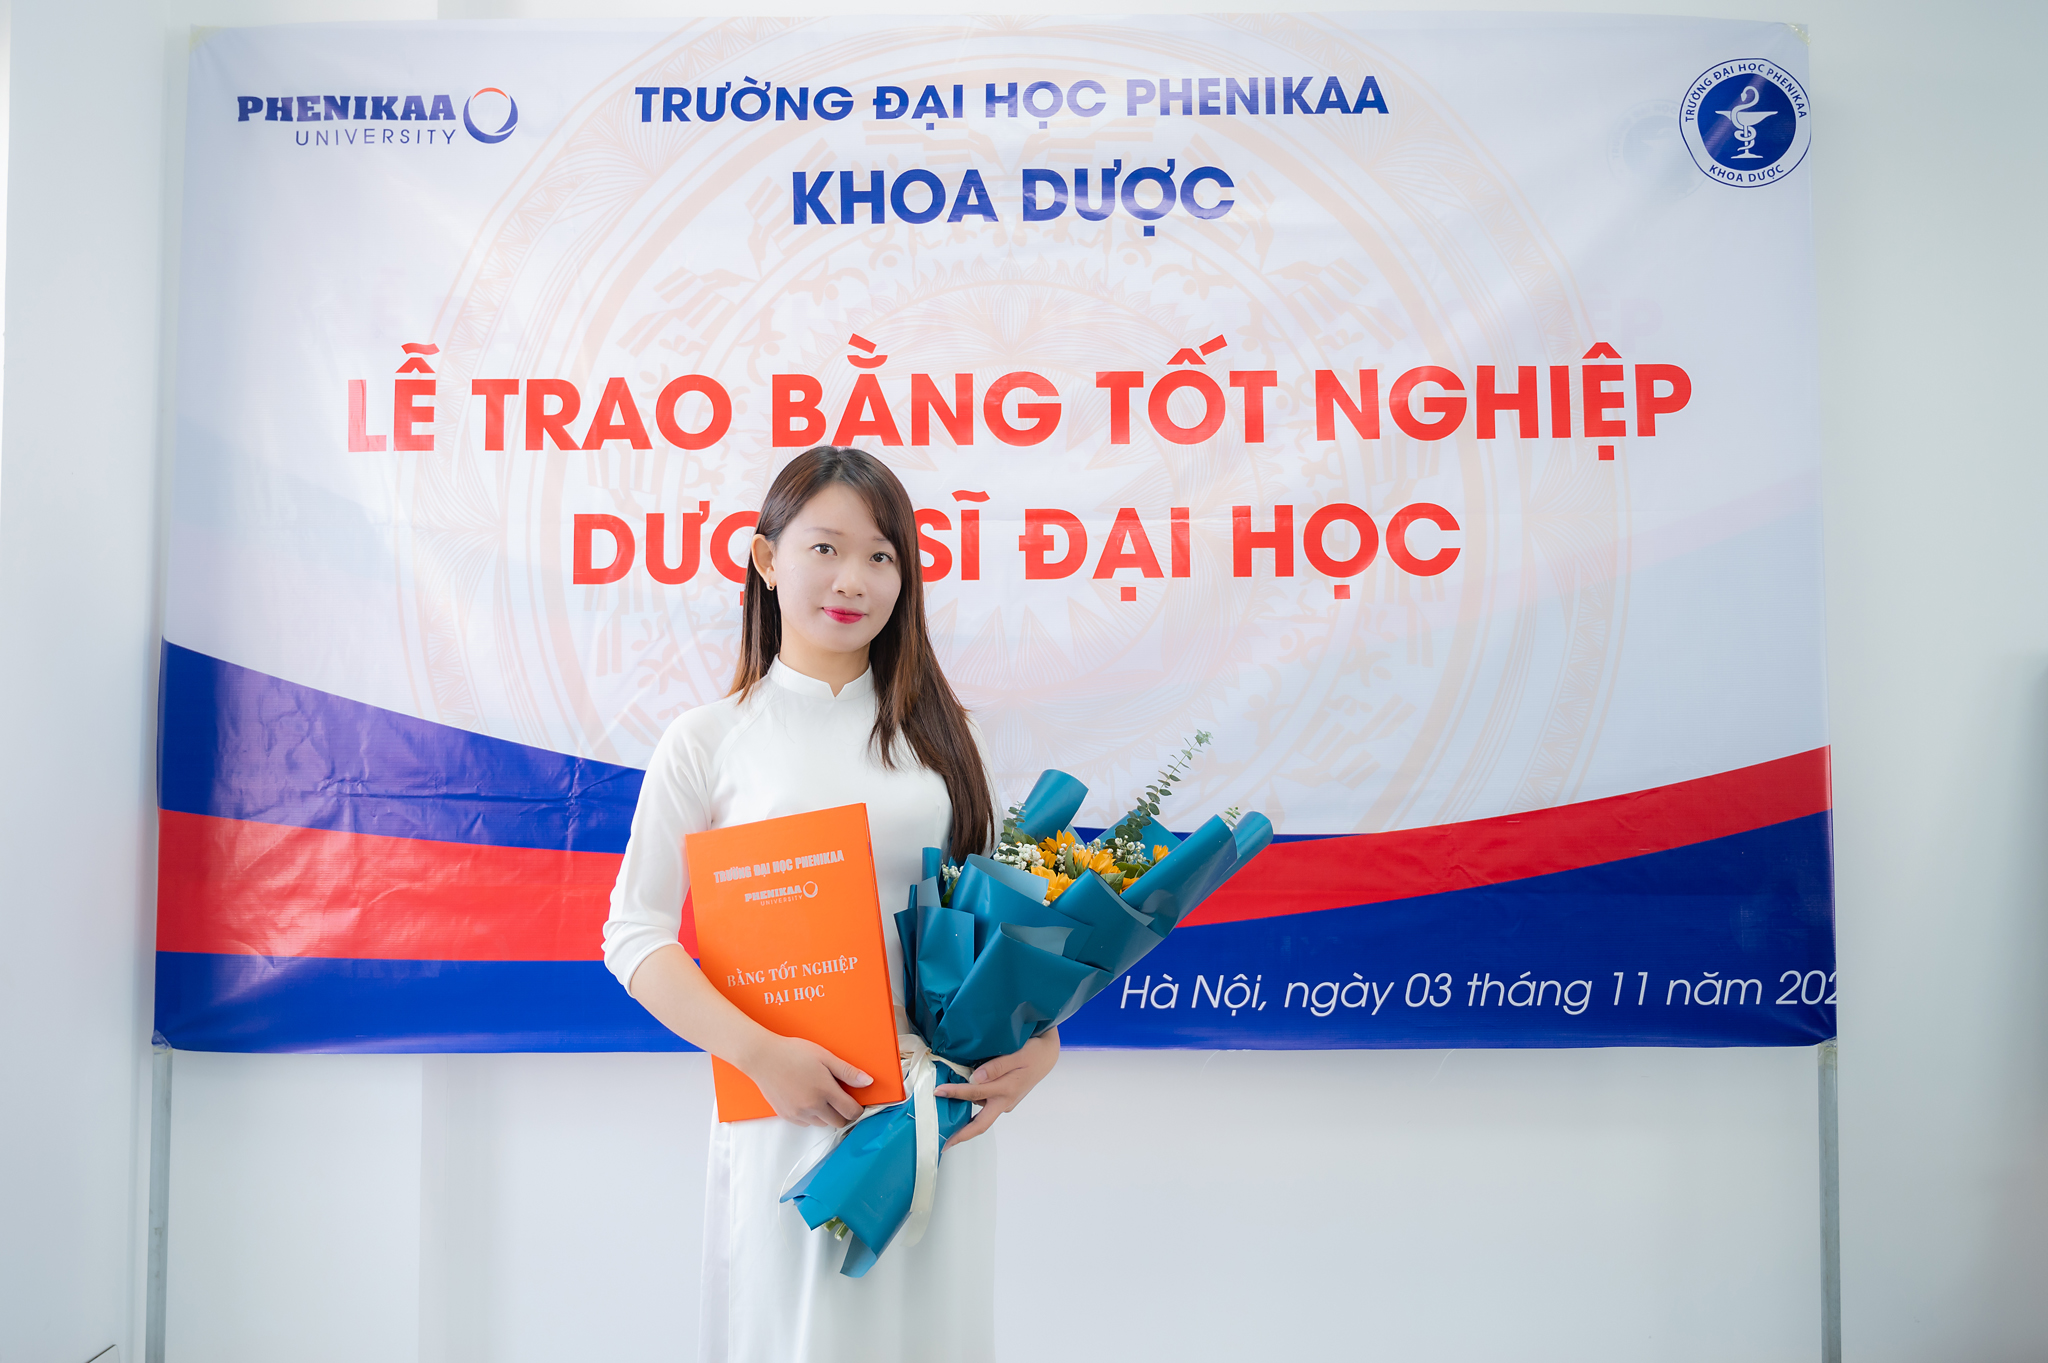 PHENIKAA
UNIVERSITY
TRƯỜNG ĐẠI HỌC PHENIKAA
KHOA DƯỢC
TRƯỜNG ĐẠI HỌC PHENIKAA
KHOA DƯỢC
LỄ TRAO BẰNG TỐT NGHIỆP
SĨ ĐẠI HỌC
TRƯỜNG ĐẠI HỌC PHENIKAA
PHENIKAA
UNIVERSITY
BẰNG TỐT NGHIỆP
ĐẠI HỌC
Hà Nội, ngày 03 tháng 11 năm 202